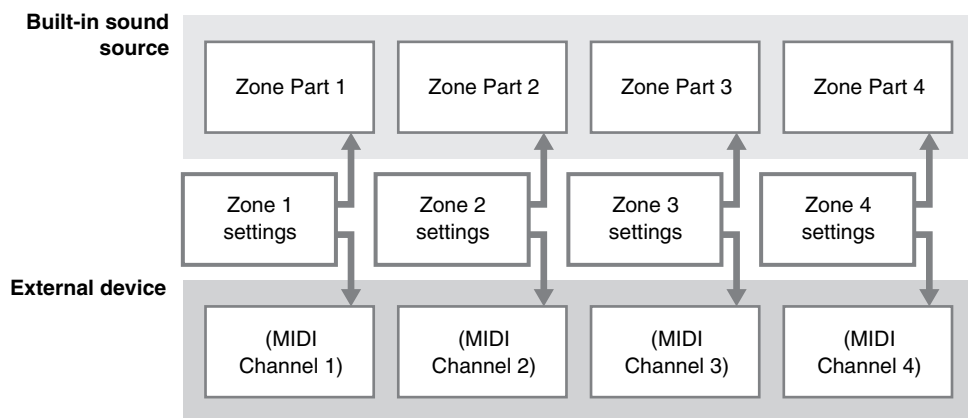 Built-in sound
source
Zone Part 1
Zone Part 2
Zone Part 3
Zone Part 4
Zone 1
settings
Zone 2
settings
Zone 3
settings
Zone 4
settings
External device
(MIDI
Channel 1)
(MIDI
Channel 2)
(MIDI
Channel 3)
(MIDI
Channel 4)